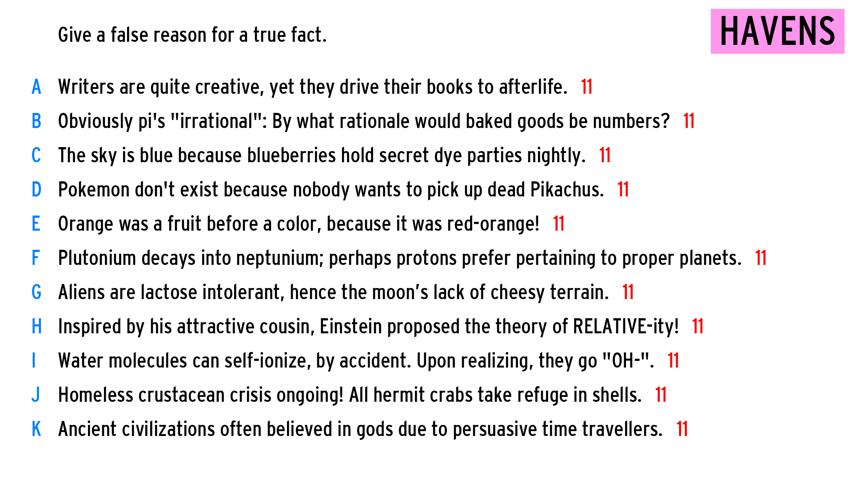 Give a false reason for a true fact.
HAVENS
A Writers are quite creative, yet they drive their books to afterlife. 11
B Obviously pi's "irrational": By what rationale would baked goods be numbers? 11
C The sky is blue because blueberries hold secret dye parties nightly. 11
D Pokemon don't exist because nobody wants to pick up dead Pikachus. 11
E Orange was a fruit before a color, because it was red-orange! 11
F Plutonium decays into neptunium; perhaps protons prefer pertaining to proper planets. 11
G Aliens are lactose intolerant, hence the moon’s lack of cheesy terrain. 11
H Inspired by his attractive cousin, Einstein proposed the theory of RELATIVE-ity! 11
I Water molecules can self-ionize, by accident. Upon realizing, they go "OH-". 11
J Homeless crustacean crisis ongoing! All hermit crabs take refuge in shells. 11
K Ancient civilizations often believed in gods due to persuasive time travellers. 11